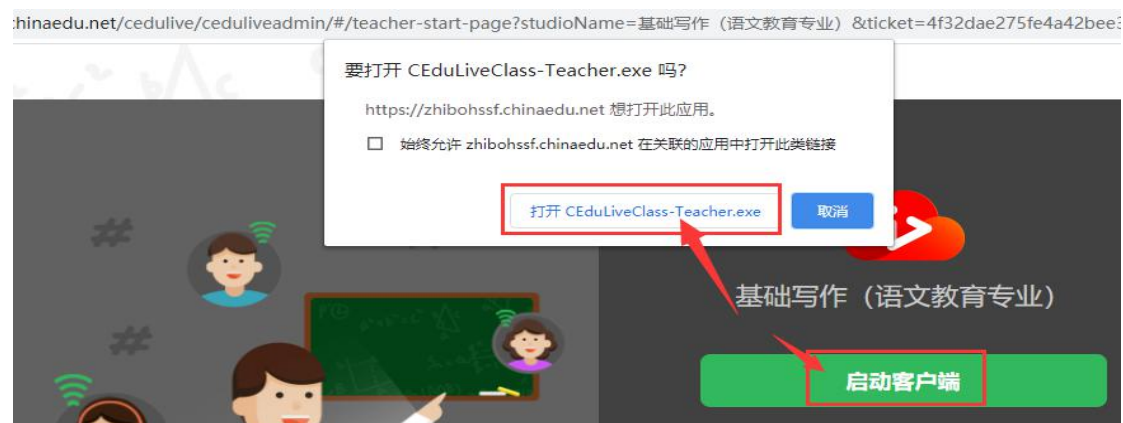 hinaedu.net/cedulive/ceduliveadmin/#/teacher-start-page?studioName=基础写作（语文教育专业）&ticket=4f32dae275fe4a42bee3
要打开 CEduLiveClass-Teacher.exe 吗?
https://zhibohssf.chinaedu.net 想打开此应用。
始终允许 zhibohssf.chinaedu.net 在关联的应用中打开此类链接
打开 CEduLiveClass-Teacher.exe
取消
基础写作（语文教育专业）
启动客户端